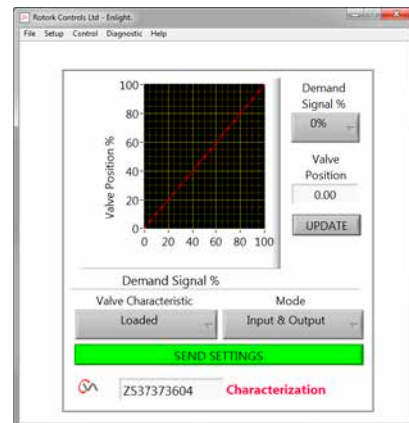 Rotork Controls Ltd - Enlight.
File Setup Control Diagnostic Help
100
80
60
40
20
0
Valve Position %
0 20 40 60 80 100
Demand Signal %
Demand
Signal %
0%
Valve
Position
0.00
UPDATE
Valve Characteristic
Loaded
Mode
Input & Output
SEND SETTINGS
ZS37373604
Characterization